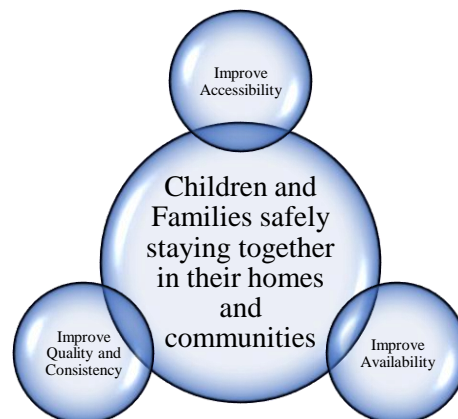 Improve
Accessibility
Children and
Families safely
staying together
in their homes
and
communities
Improve
Quality and
Consistency
Improve
Availability